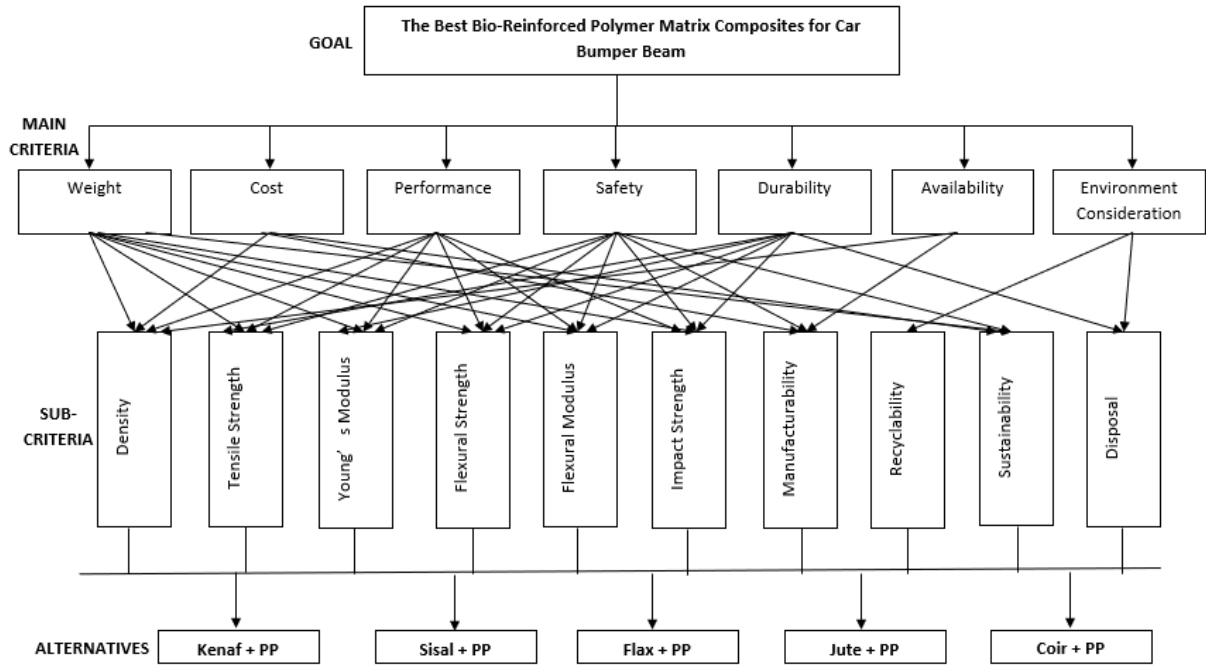 The Best Bio-Reinforced Polymer Matrix Composites for Car
Bumper Beam
GOAL
MAIN
CRITERIA
Weight
Cost
Performance
Safety
Durability
Availability
Environment
Consideration
SUB-
CRITERIA
Density
Tensile Strength
Young’s Modulus
Flexural Strength
Flexural Modulus
Impact Strength
Manufacturability
Recyclability
Sustainability
Disposal
ALTERNATIVES
Kenaf + PP
Sisal + PP
Flax + PP
Jute + PP
Coir + PP